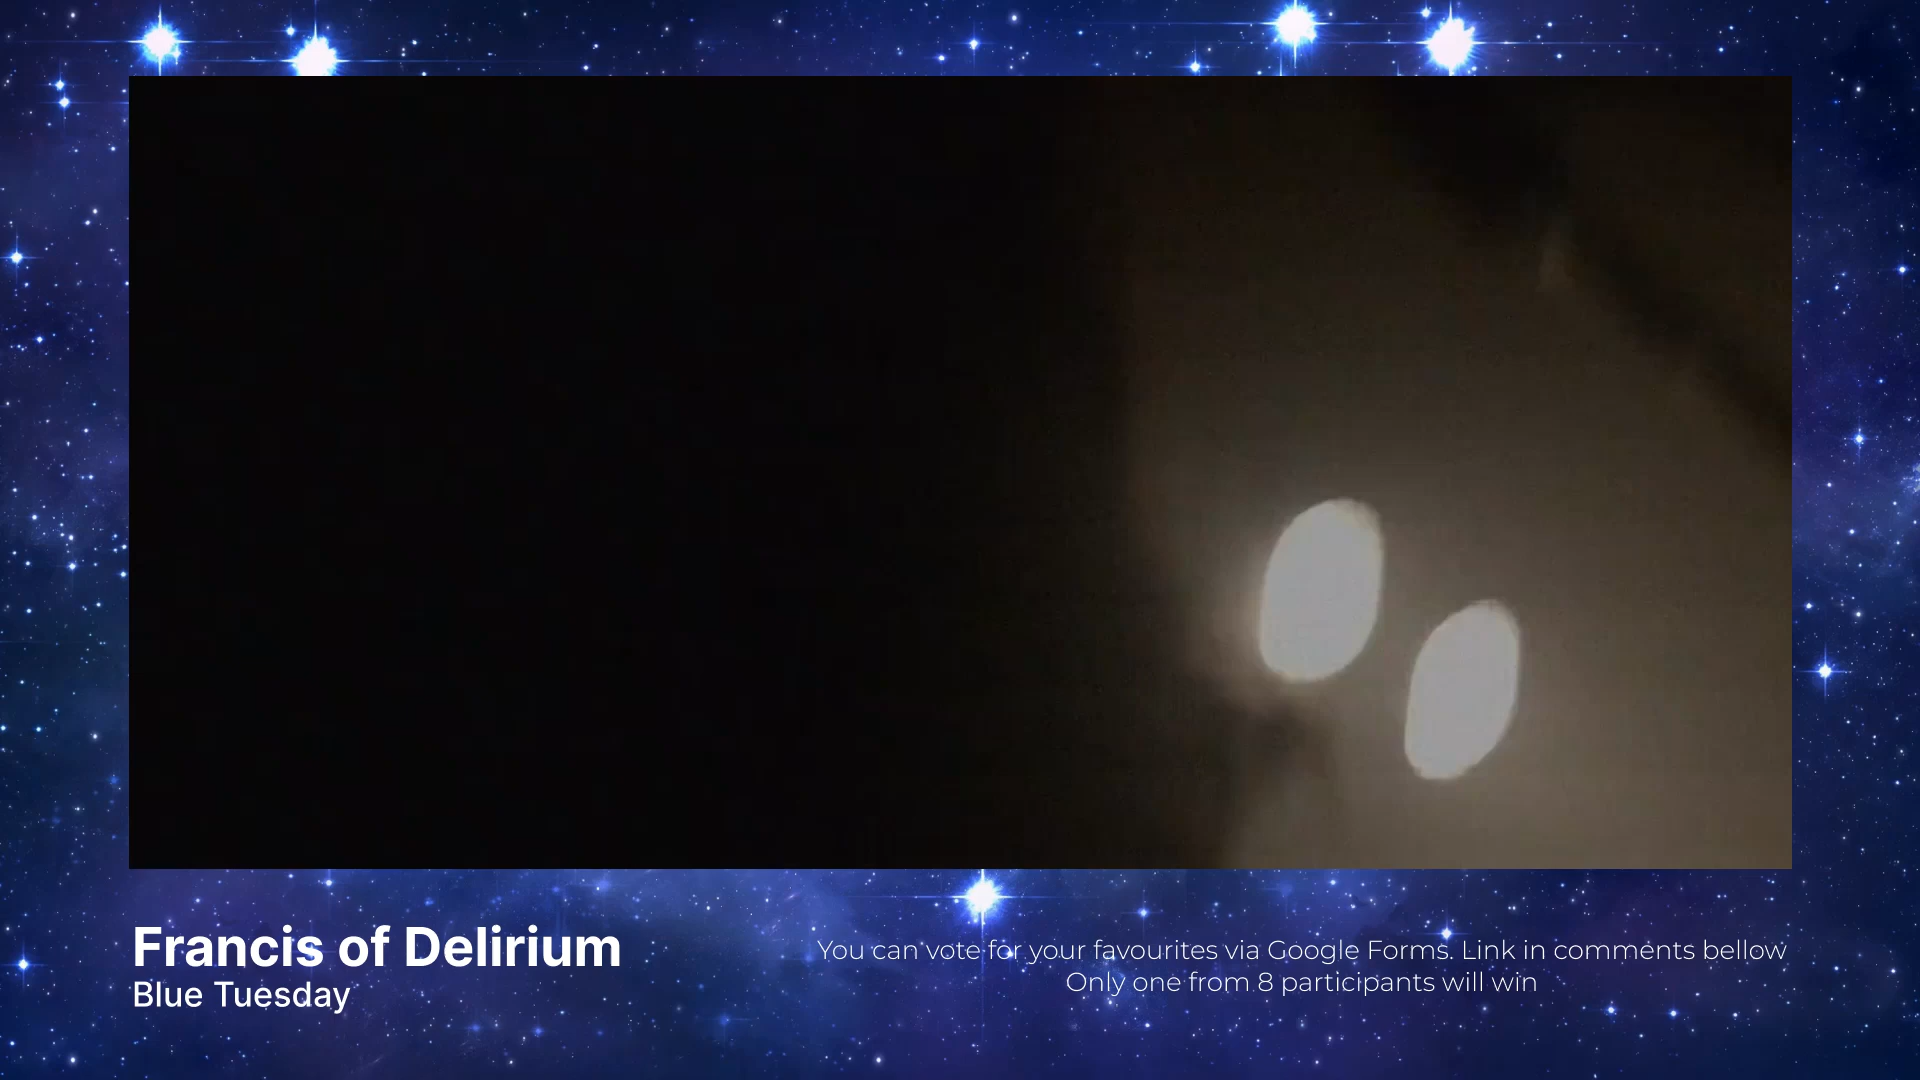 Francis of Delirium
Blue Tuesday
You can vote for your favourites via Google Forms. Link in comments bellow
Only one from 8 participants will win